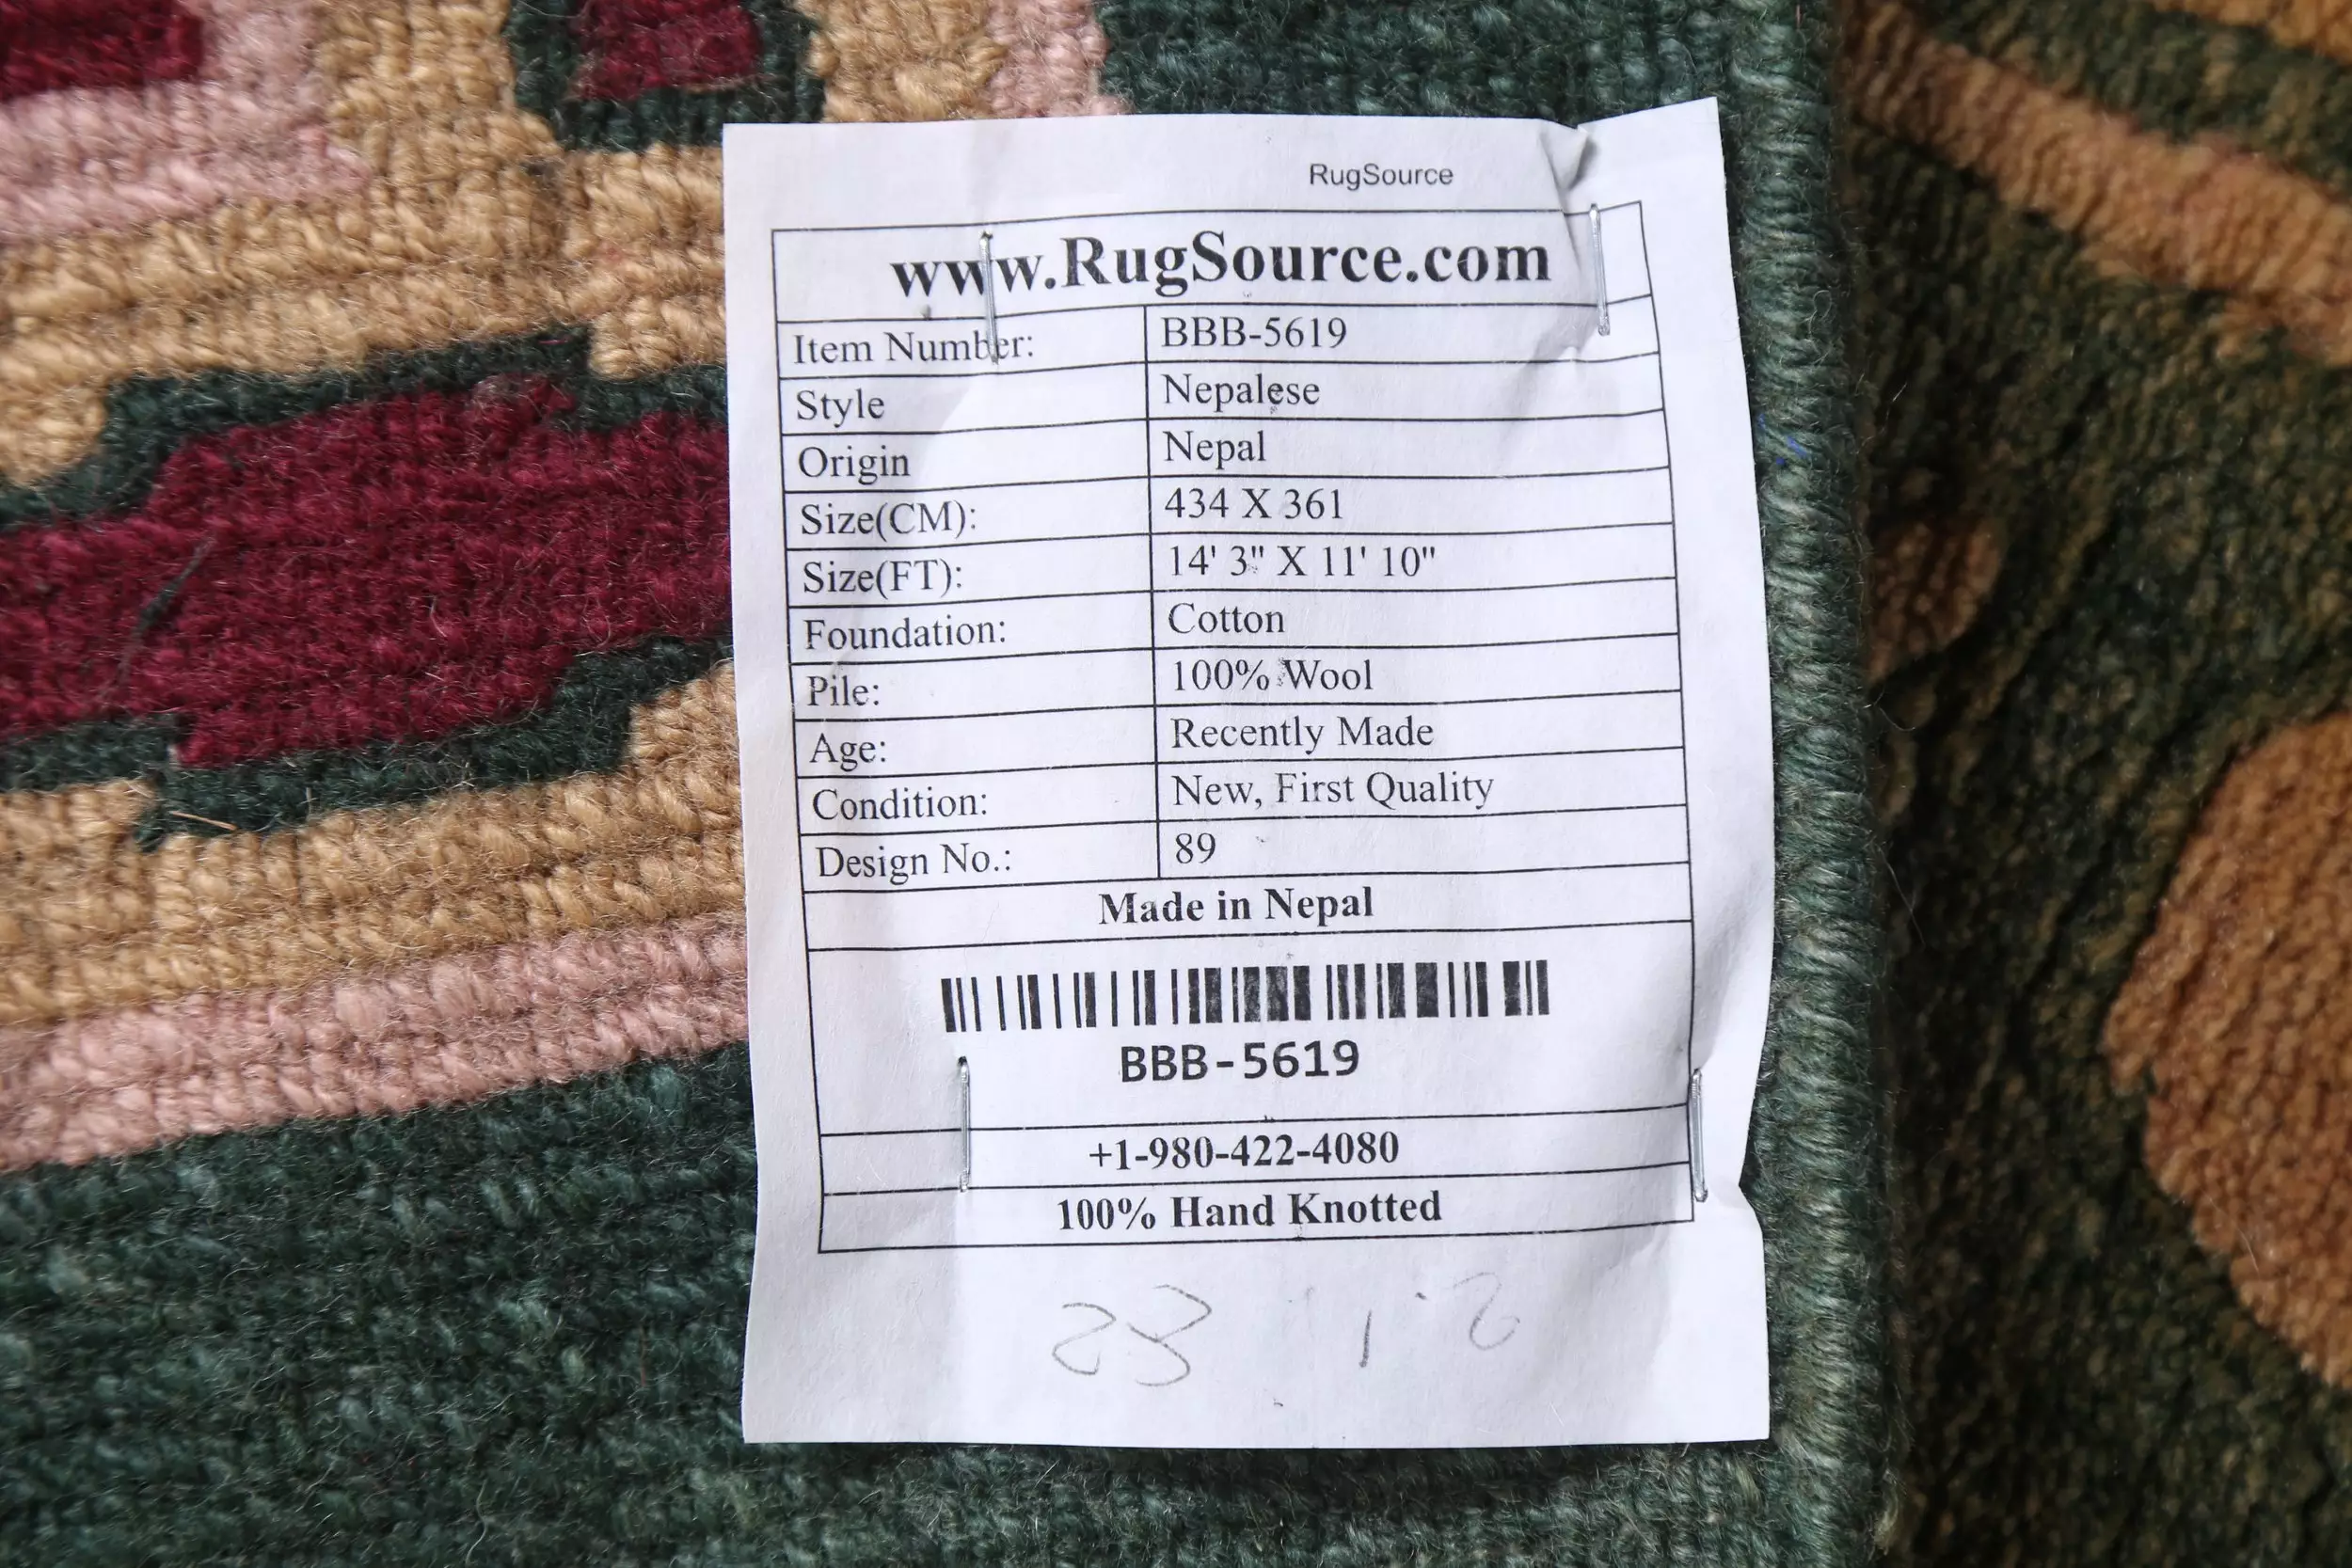 RugSource
www.RugSource.com
Item Number: BBB-5619
Style Nepalese
Origin Nepal
Size(CM): 434 X 361
Size(FT): 14' 3" X 11' 10"
Foundation: Cotton
Pile: 100% Wool
Age: Recently Made
Condition: New, First Quality
Design No.: 89
Made in Nepal
BBB-5619
+1-980-422-4080
100% Hand Knotted